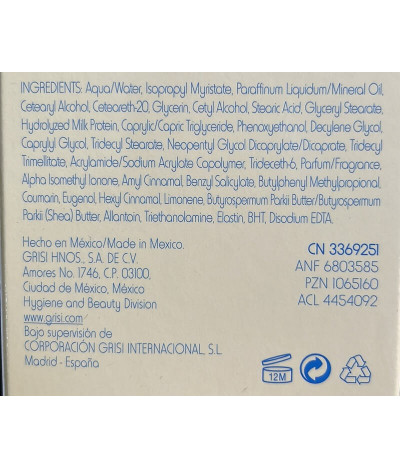 INGREDIENTS: Aqua/Water, Isopropyl Myristate, Paraffinum Liquidum/Mineral Oil,
Cetearyl Alcohol, Ceteareth-20, Glycerin, Cetyl Alcohol, Stearic Acid, Glyceryl Stearate,
Hydrolyzed Milk Protein, Caprylic/Capric Triglyceride, Phenoxyethanol, Decylene Glycol,
Caprylyl Glycol, Tridecyl Stearate, Neopentyl Glycol Dicaprylate/Dicaprate, Tridecyl
Trimellitate, Acrylamide/Sodium Acrylate Copolymer, Trideceth-6, Parfum/Fragrance,
Alpha Isomethyl Ionone, Amyl Cinnamal, Benzyl Salicylate, Butylphenyl Methylpropional,
Coumarin, Eugenol, Hexyl Cinnamal, Limonene, Butyrospermum Parkii Butter/Butyrospermum
Parkii (Shea) Butter, Allantoin, Triethanolamine, Elastin, BHT, Disodium EDTA.
Hecho en México/Made in Mexico.
GRISI HNOS., S.A. DE C.V.
Amores No. 1746, C.P. 03100.
Ciudad de México, México
Hygiene and Beauty Division
www.grisi.com
Bajo supervisión de
CORPORACIÓN GRISI INTERNACIONAL, S.L.
Madrid - España
CN 336925.1
ANF 6803585
PZN 1065160
ACL 4454092
12M